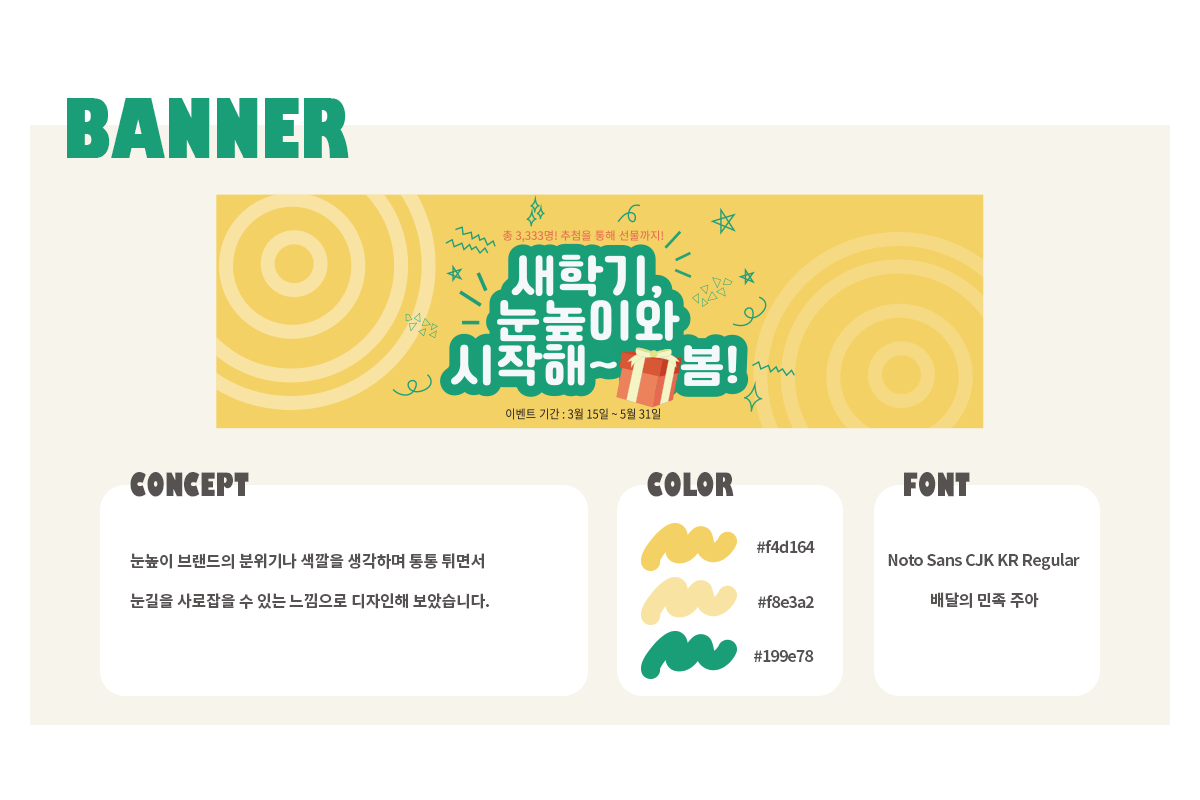 BANNER
총 3,333명! 추첨을 통해 선물까지!
새학기,
눈높이와
시작해~ 봄!
이벤트 기간 : 3월 15일 ~ 5월 31일
CONCEPT
눈높이 브랜드의 분위기나 색깔을 생각하며 통통 튀면서
눈길을 사로잡을 수 있는 느낌으로 디자인해 보았습니다.
COLOR
#f4d164
#f8e3a2
#199e78
FONT
Noto Sans CJK KR Regular
배달의 민족 주아